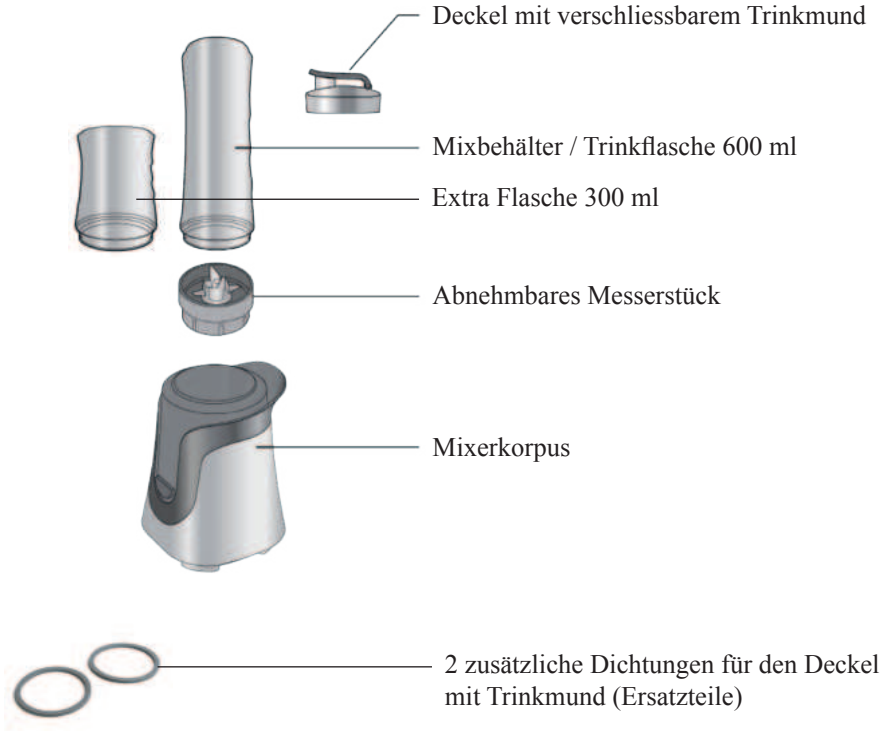 Deckel mit verschliessbarem Trinkmund
Mixbehälter / Trinkflasche 600 ml
Extra Flasche 300 ml
Abnehmbares Messerstück
Mixerkorpus
2 zusätzliche Dichtungen für den Deckel
mit Trinkmund (Ersatzteile)